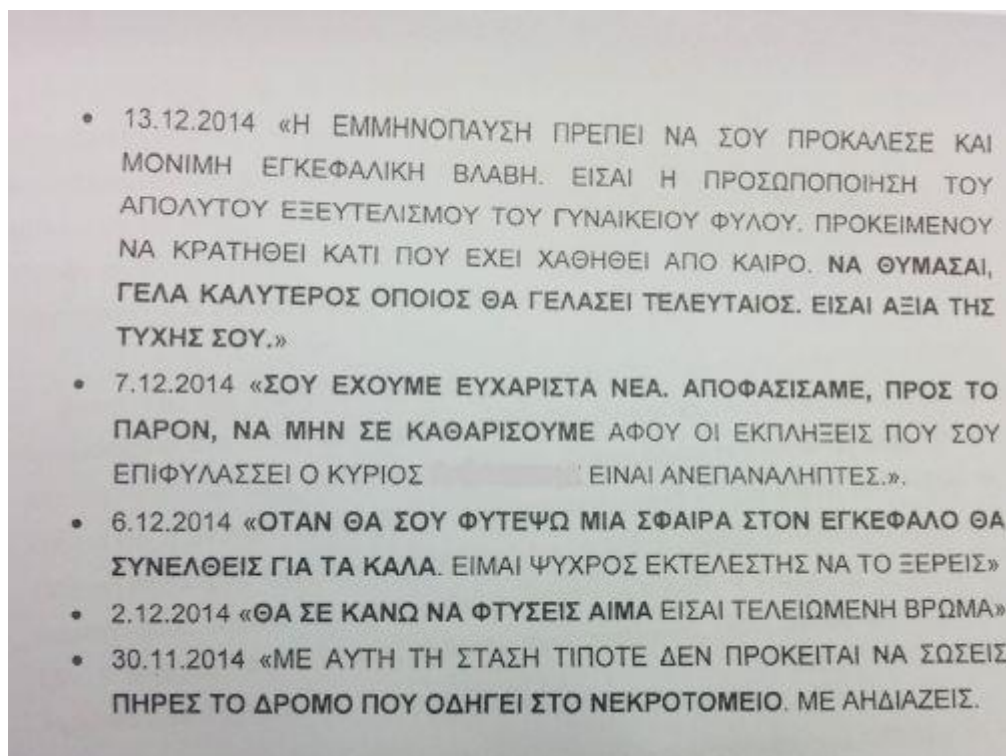 • 13.12.2014 «Η ΕΜΜΗΝΟΠΑΥΣΗ ΠΡΕΠΕΙ ΝΑ ΣΟΥ ΠΡΟΚΑΛΕΣΕ ΚΑΙ
ΜΟΝΙΜΗ ΕΓΚΕΦΑΛΙΚΗ ΒΛΑΒΗ. ΕΙΣΑΙ Η ΠΡΟΣΩΠΟΠΟΙΗΣΗ ΤΟΥ
ΑΠΟΛΥΤΟΥ ΕΞΕΥΤΕΛΙΣΜΟΥ ΤΟΥ ΓΥΝΑΙΚΕΙΟΥ ΦΥΛΟΥ. ΠΡΟΚΕΙΜΕΝΟΥ
ΝΑ ΚΡΑΤΗΘΕΙ ΚΑΤΙ ΠΟΥ ΕΧΕΙ ΧΑΘΗΘΕΙ ΑΠΟ ΚΑΙΡΟ. ΝΑ ΘΥΜΑΣΑΙ,
ΓΕΛΑ ΚΑΛΥΤΕΡΟΣ ΟΠΟΙΟΣ ΘΑ ΓΕΛΑΣΕΙ ΤΕΛΕΥΤΑΙΟΣ. ΕΙΣΑΙ ΑΞΙΑ ΤΗΣ
ΤΥΧΗΣ ΣΟΥ.»
• 7.12.2014 «ΣΟΥ ΕΧΟΥΜΕ ΕΥΧΑΡΙΣΤΑ ΝΕΑ. ΑΠΟΦΑΣΙΣΑΜΕ, ΠΡΟΣ ΤΟ
ΠΑΡΟΝ, ΝΑ ΜΗΝ ΣΕ ΚΑΘΑΡΙΣΟΥΜΕ ΑΦΟΥ ΟΙ ΕΚΠΛΗΞΕΙΣ ΠΟΥ ΣΟΥ
ΕΠΙΦΥΛΑΣΣΕΙ Ο ΚΥΡΙΟΣ ΕΙΝΑΙ ΑΝΕΠΑΝΑΛΗΠΤΕΣ.».
• 6.12.2014 «ΟΤΑΝ ΘΑ ΣΟΥ ΦΥΤΕΨΩ ΜΙΑ ΣΦΑΙΡΑ ΣΤΟΝ ΕΓΚΕΦΑΛΟ ΘΑ
ΣΥΝΕΛΘΕΙΣ ΓΙΑ ΤΑ ΚΑΛΑ. ΕΙΜΑΙ ΨΥΧΡΟΣ ΕΚΤΕΛΕΣΤΗΣ ΝΑ ΤΟ ΞΕΡΕΙΣ»
• 2.12.2014 «ΘΑ ΣΕ ΚΑΝΩ ΝΑ ΦΤΥΣΕΙΣ ΑΙΜΑ ΕΙΣΑΙ ΤΕΛΕΙΩΜΕΝΗ ΒΡΩΜΑ»
• 30.11.2014 «ΜΕ ΑΥΤΗ ΤΗ ΣΤΑΣΗ ΤΙΠΟΤΕ ΔΕΝ ΠΡΟΚΕΙΤΑΙ ΝΑ ΣΩΣΕΙΣ
ΠΗΡΕΣ ΤΟ ΔΡΟΜΟ ΠΟΥ ΟΔΗΓΕΙ ΣΤΟ ΝΕΚΡΟΤΟΜΕΙΟ. ΜΕ ΑΗΔΙΑΖΕΙΣ.